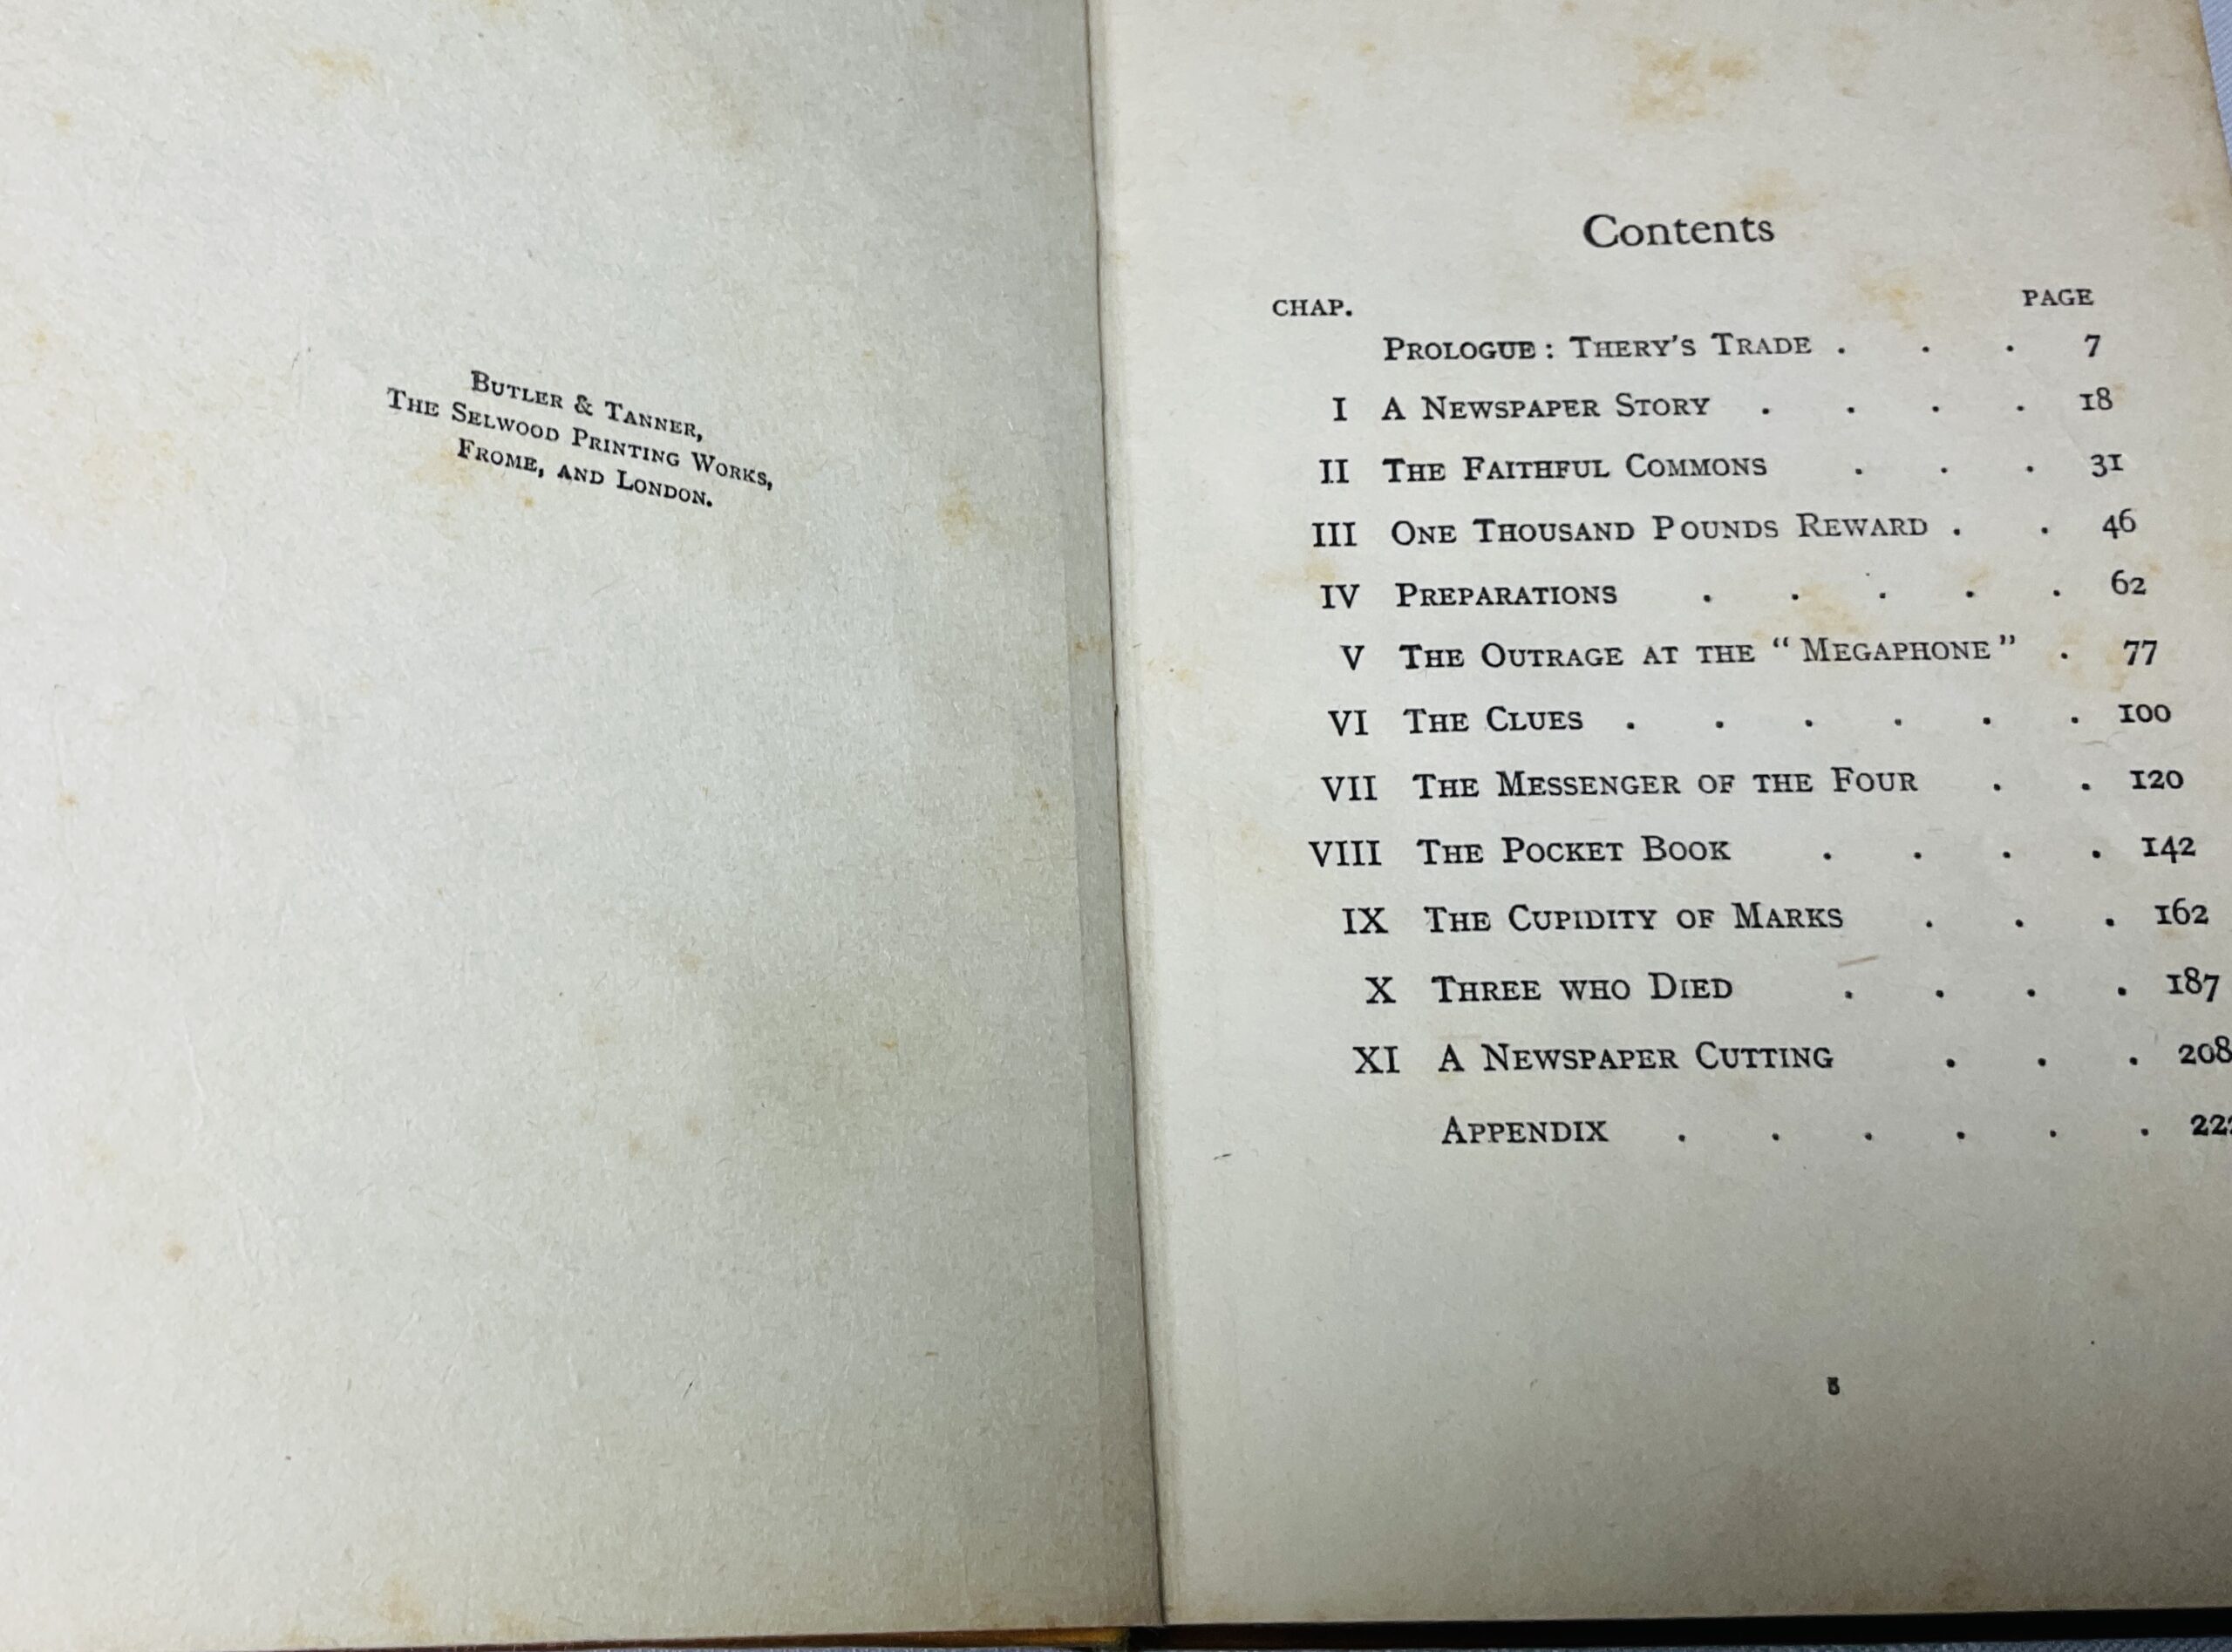 Butler & Tanner,
The Selwood Printing Works,
Frome, and London.
Contents
CHAP. PAGE
Prologue: Thery's Trade . . . 7
I A Newspaper Story . . . . 18
II The Faithful Commons . . . 31
III One Thousand Pounds Reward . . 46
IV Preparations . . . . . 62
V The Outrage at the "Megaphone" . 77
VI The Clues . . . . . . 100
VII The Messenger of the Four . . 120
VIII The Pocket Book . . . . 142
IX The Cupidity of Marks . . . 162
X Three who Died . . . . 187
XI A Newspaper Cutting . . . 208
Appendix . . . . . .
5